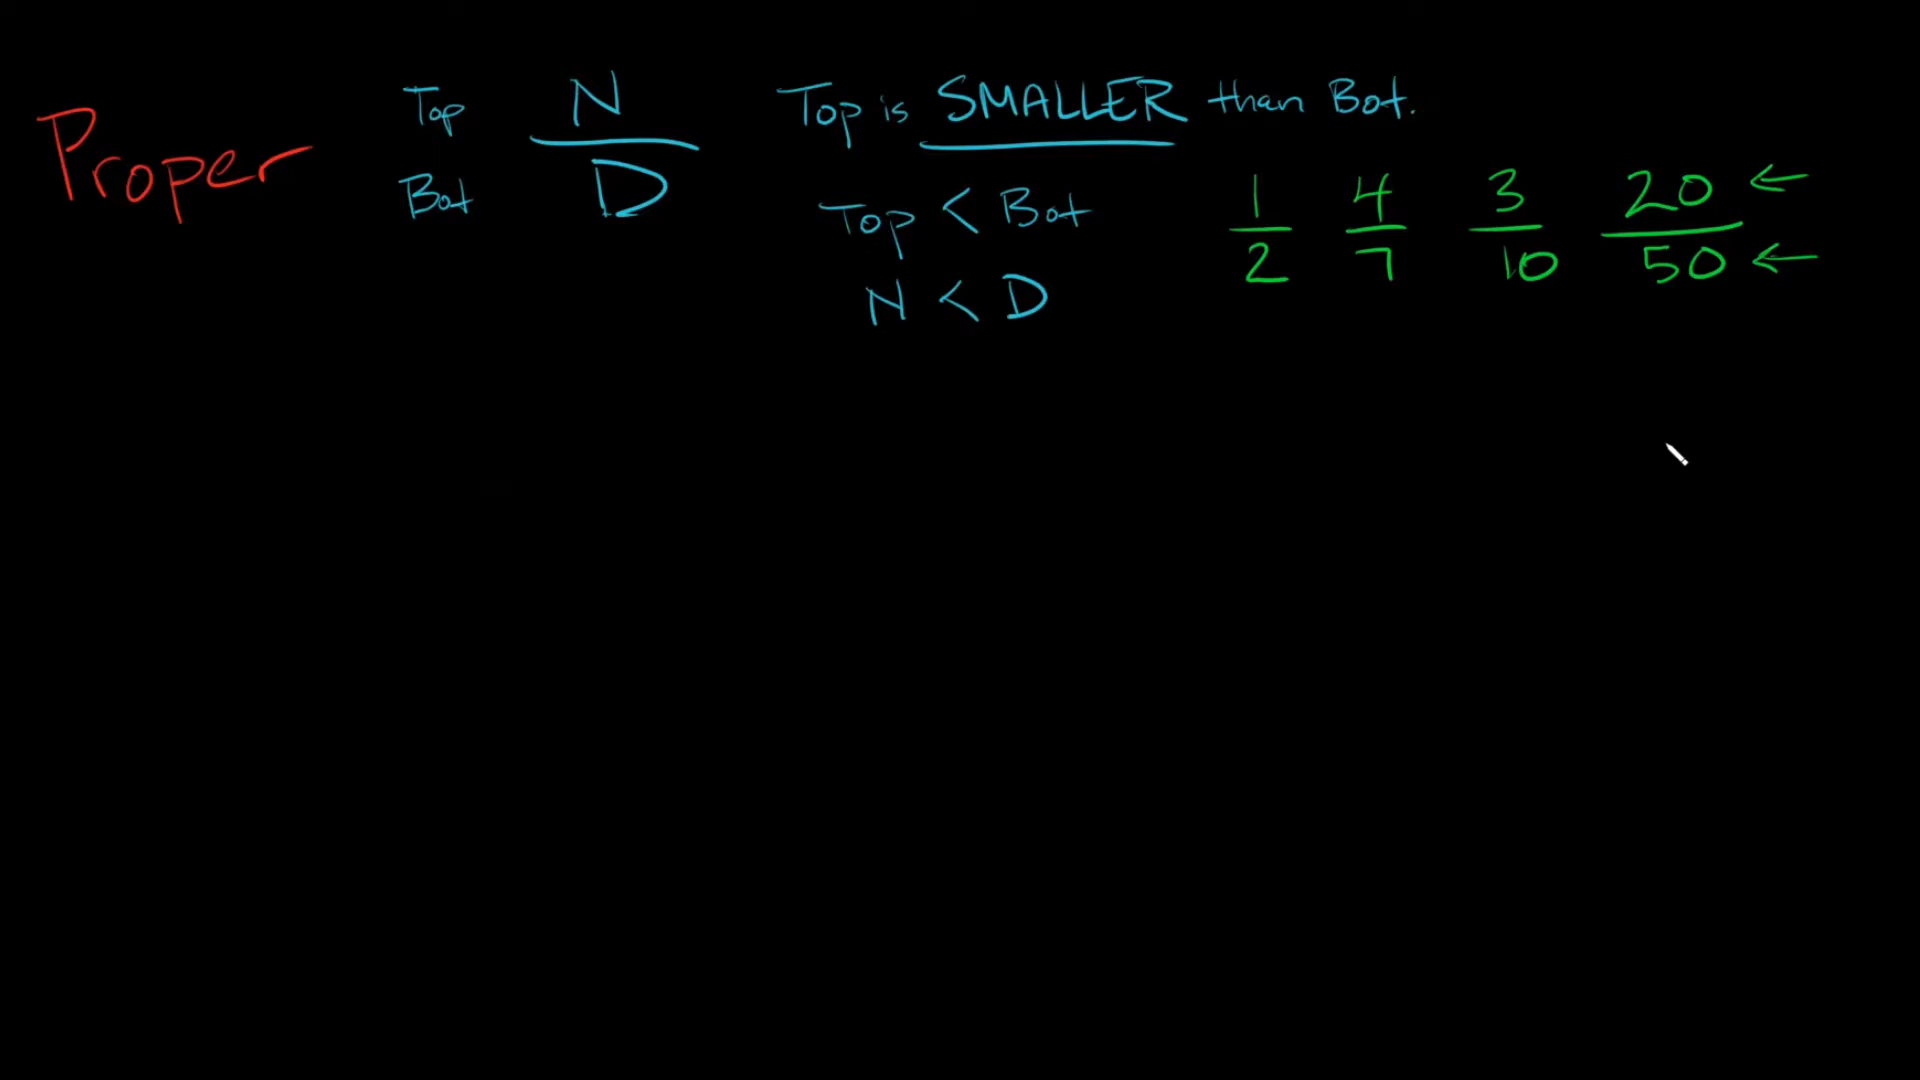 Proper
Top N
Bot D
Top is SMALLER than Bot.
Top < Bot
N < D
1 4 3 20 ←
2 7 10 50 ←